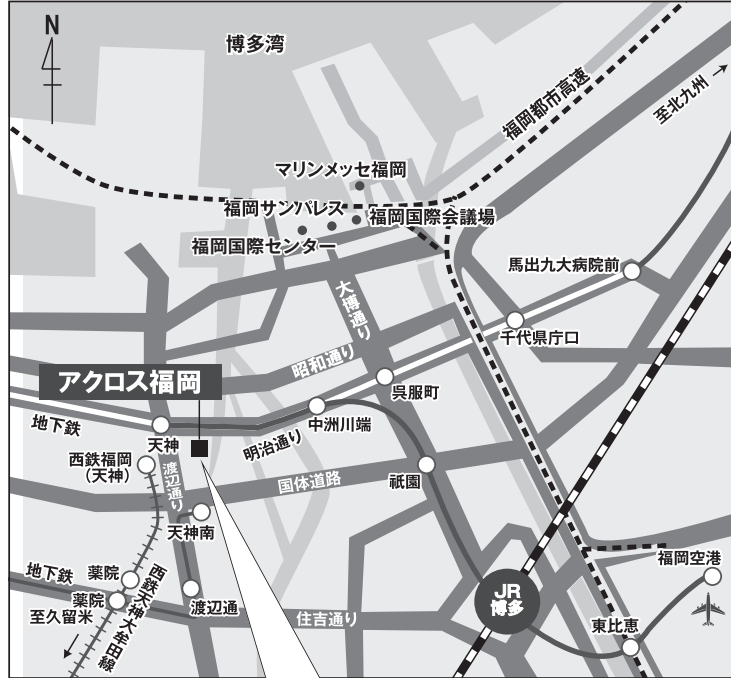 N
博多湾
福岡都市高速
至北九州
マリンメッセ福岡
福岡サンパレス
福岡国際会議場
福岡国際センター
馬出九大病院前
大博通り
千代県庁口
昭和通り
アクロス福岡
呉服町
地下鉄
天神
中洲川端
明治通り
西鉄福岡
(天神)
渡辺通り
国体道路
祇園
天神南
福岡空港
地下鉄
薬院
薬院
至久留米
西鉄天神大牟田線
渡辺通
住吉通り
JR
博多
東比恵